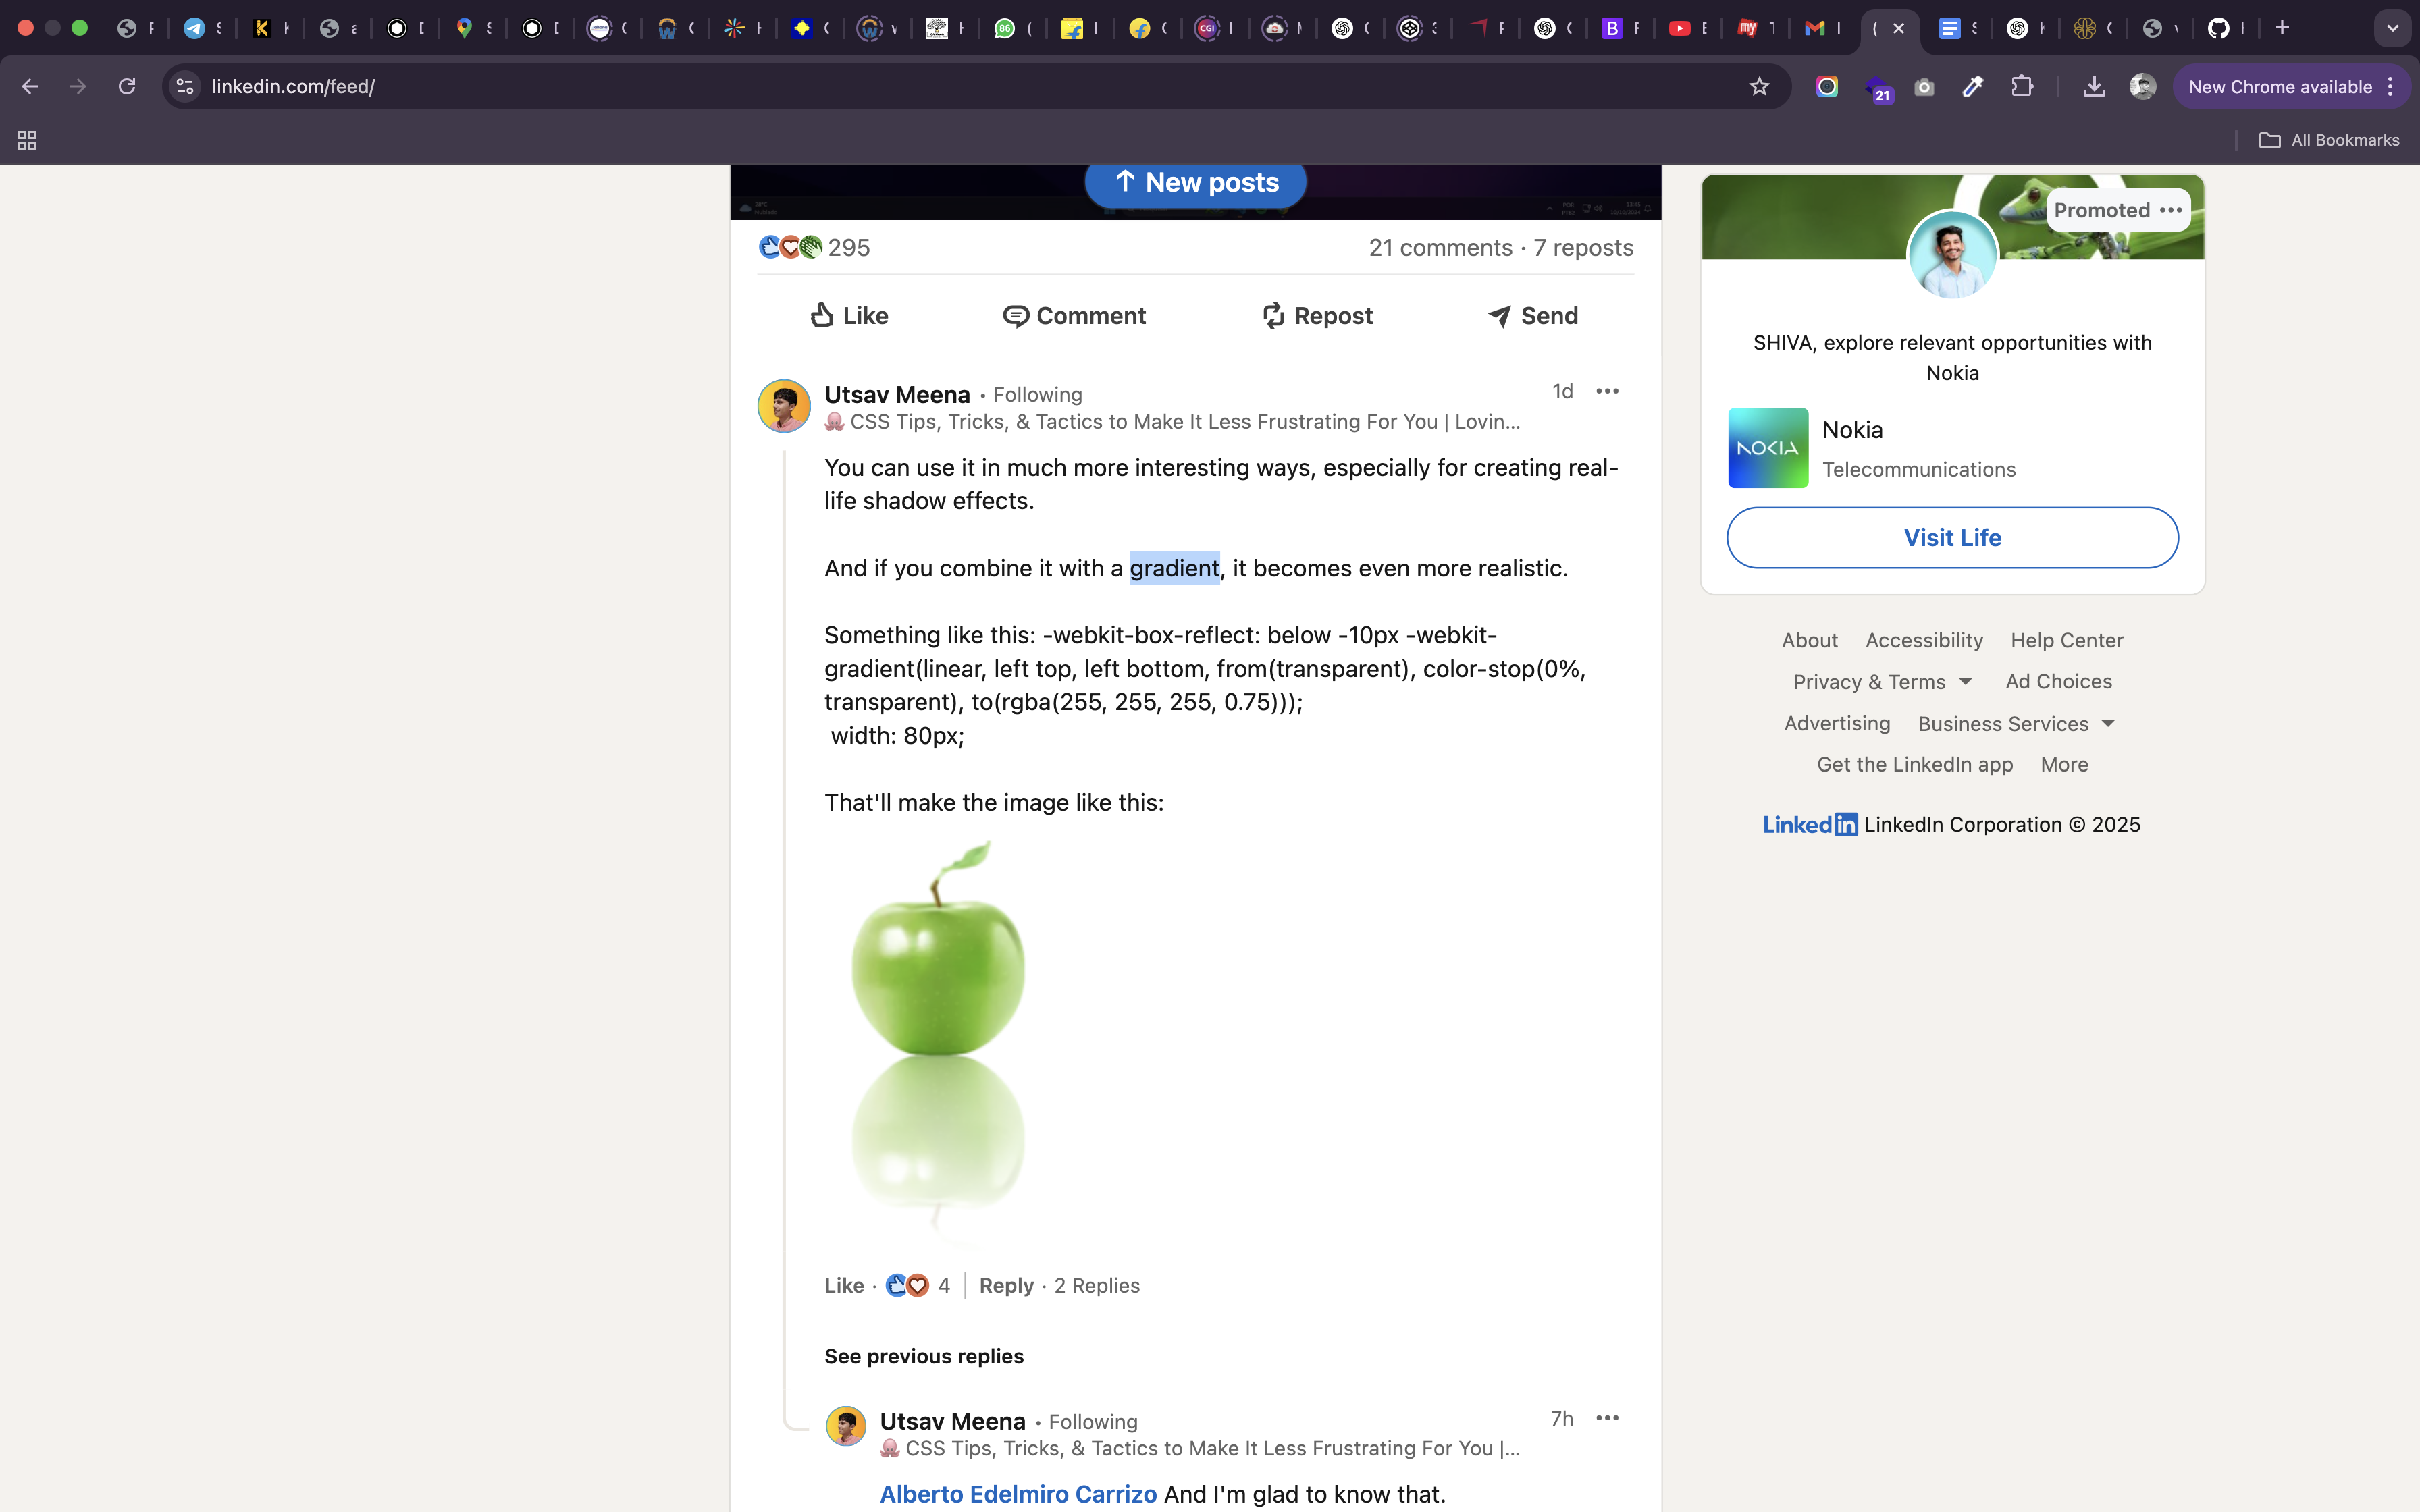 linkedin.com/feed/
21
New Chrome available
All Bookmarks
↑ New posts
295
21 comments · 7 reposts
Like
Comment
Repost
Send
Utsav Meena • Following
1d
CSS Tips, Tricks, & Tactics to Make It Less Frustrating For You | Lovin...
You can use it in much more interesting ways, especially for creating real-
life shadow effects.
And if you combine it with a gradient, it becomes even more realistic.
Something like this: -webkit-box-reflect: below -10px -webkit-
gradient(linear, left top, left bottom, from(transparent), color-stop(0%,
transparent), to(rgba(255, 255, 255, 0.75)));
width: 80px;
That'll make the image like this:
Like · 4 | Reply · 2 Replies
See previous replies
Utsav Meena • Following
7h
CSS Tips, Tricks, & Tactics to Make It Less Frustrating For You |...
Alberto Edelmiro Carrizo And I'm glad to know that.
Promoted
SHIVA, explore relevant opportunities with
Nokia
NOKIA
Nokia
Telecommunications
Visit Life
About Accessibility Help Center
Privacy & Terms Ad Choices
Advertising Business Services
Get the LinkedIn app More
LinkedIn LinkedIn Corporation © 2025